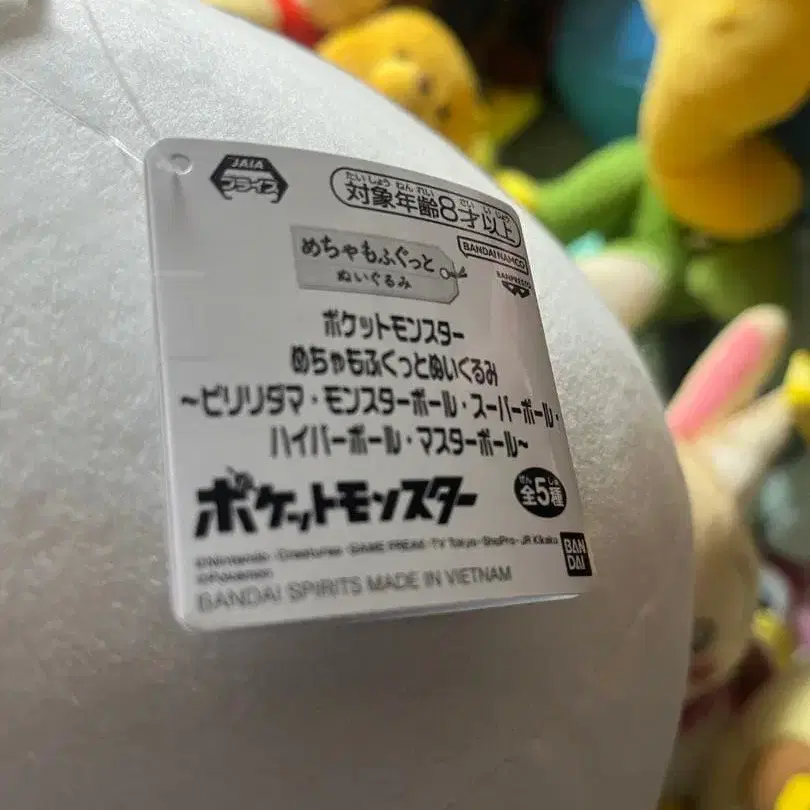 JAIA
プライズ
たいしょうねんれい さい いじょう
対象年齢8才以上
BANDAI NAMCO
BANPRESTO
めちゃもふぐっと
ぬいぐるみ
ポケットモンスター
めちゃもふぐっとぬいぐるみ
~ビリリダマ・モンスターボール・スーパーボール・
ハイパーボール・マスターボール~
ポケットモンスター
ぜん しゅ
全5種
©Nintendo・Creatures・GAME FREAK・TV Tokyo・ShoPro・JR Kikaku
©Pokémon
BANDAI SPIRITS MADE IN VIETNAM
BAN
DAI